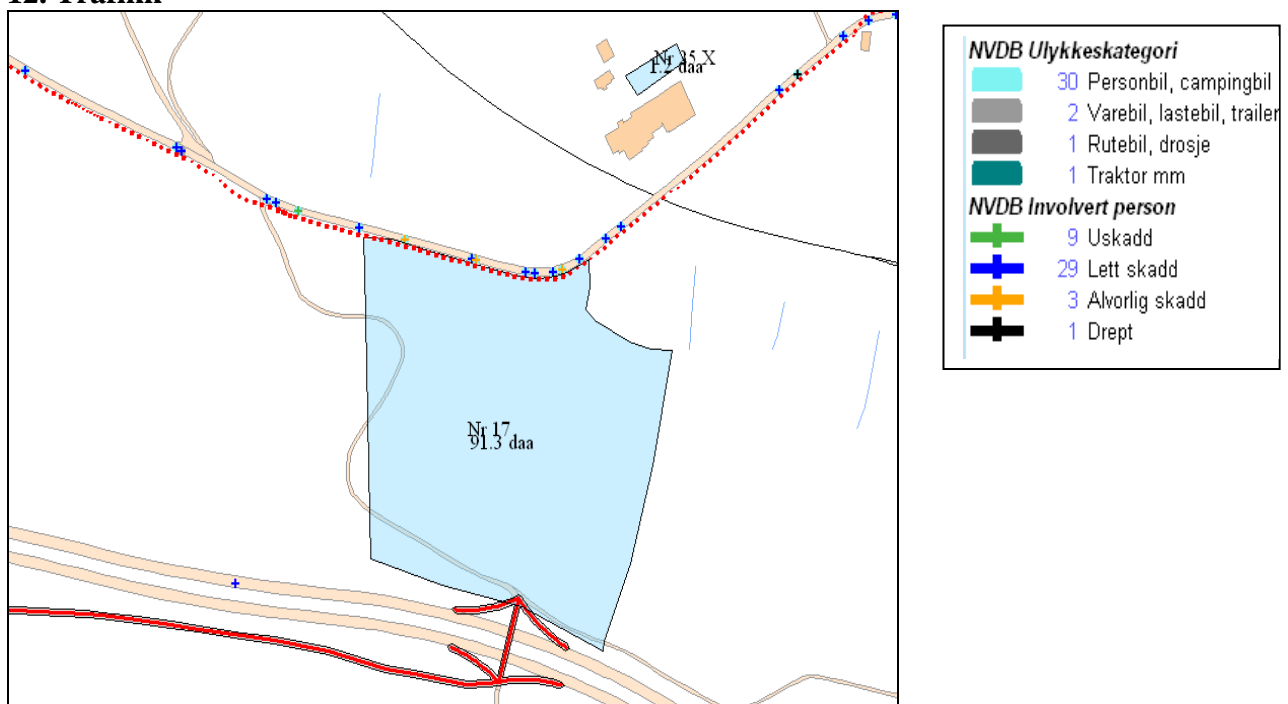 12. Trafikk
Nr 35 X
1.2 daa
Nr 17
91.3 daa
NVDB Ulykkeskategori
30 Personbil, campingbil
2 Varebil, lastebil, trailer
1 Rutebil, drosje
1 Traktor mm
NVDB Involvert person
9 Uskadd
29 Lett skadd
3 Alvorlig skadd
1 Drept